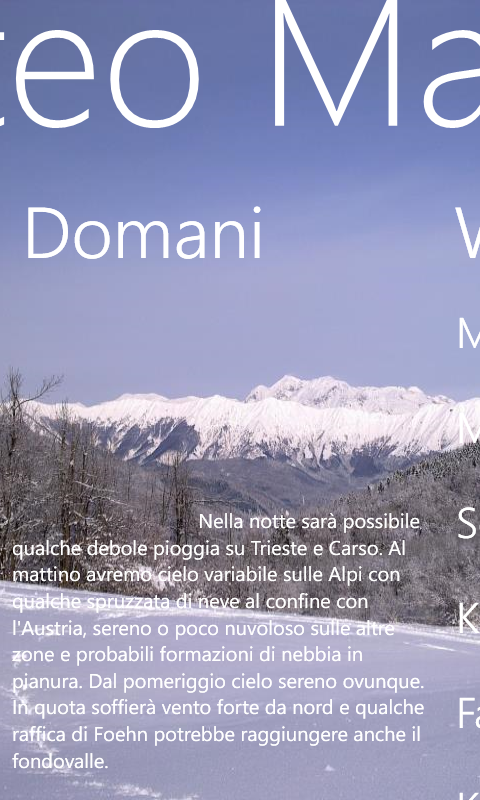 teo Ma
Domani
W
M
M
Nella notte sarà possibile
qualche debole pioggia su Trieste e Carso. Al
mattino avremo cielo variabile sulle Alpi con
qualche spruzzata di neve al confine con
l'Austria, sereno o poco nuvoloso sulle altre
zone e probabili formazioni di nebbia in
pianura. Dal pomeriggio cielo sereno ovunque.
In quota soffierà vento forte da nord e qualche
raffica di Foehn potrebbe raggiungere anche il
fondovalle.
S
K
Fa